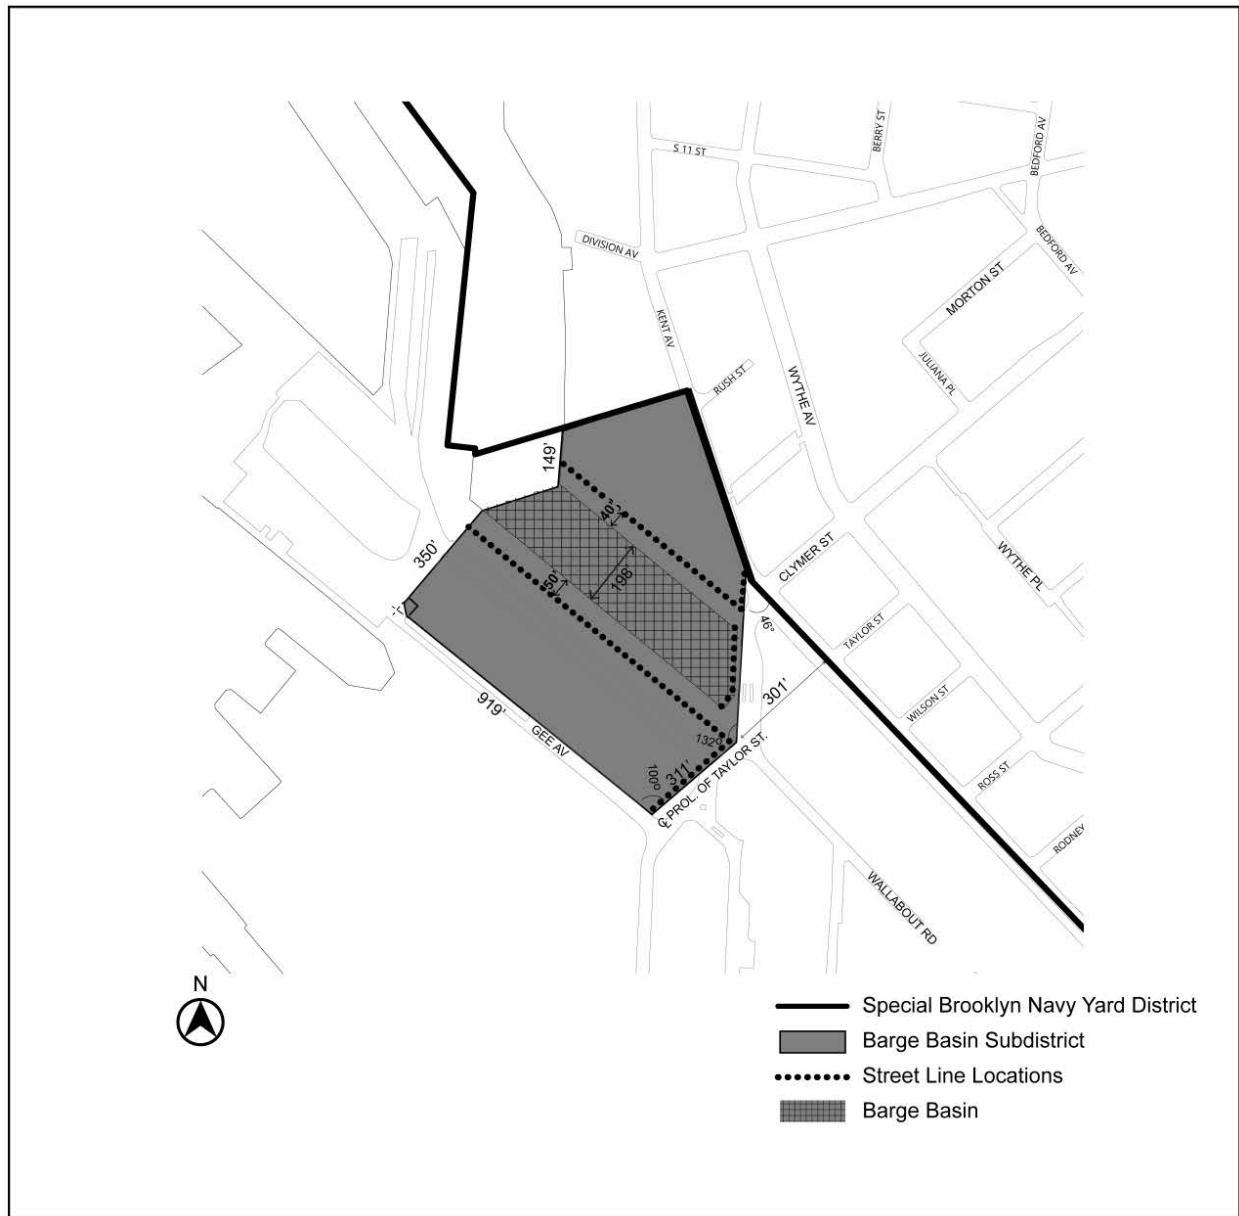 S 11 ST
BERRY ST
BEDFORD AV
DIVISION AV
BEDFORD AV
MORTON ST
KENT AV
JULIANA PL
RUSH ST
WYTHE AV
149'
40'
CLYMER ST
WYTHE PL
350'
50'
198'
46°
TAYLOR ST
301'
WILSON ST
919'
GEE AV
132°
ROSS ST
100°
311'
℄ PROL. OF TAYLOR ST.
RODNEY
WALLABOUT RD
N
Special Brooklyn Navy Yard District
Barge Basin Subdistrict
Street Line Locations
Barge Basin